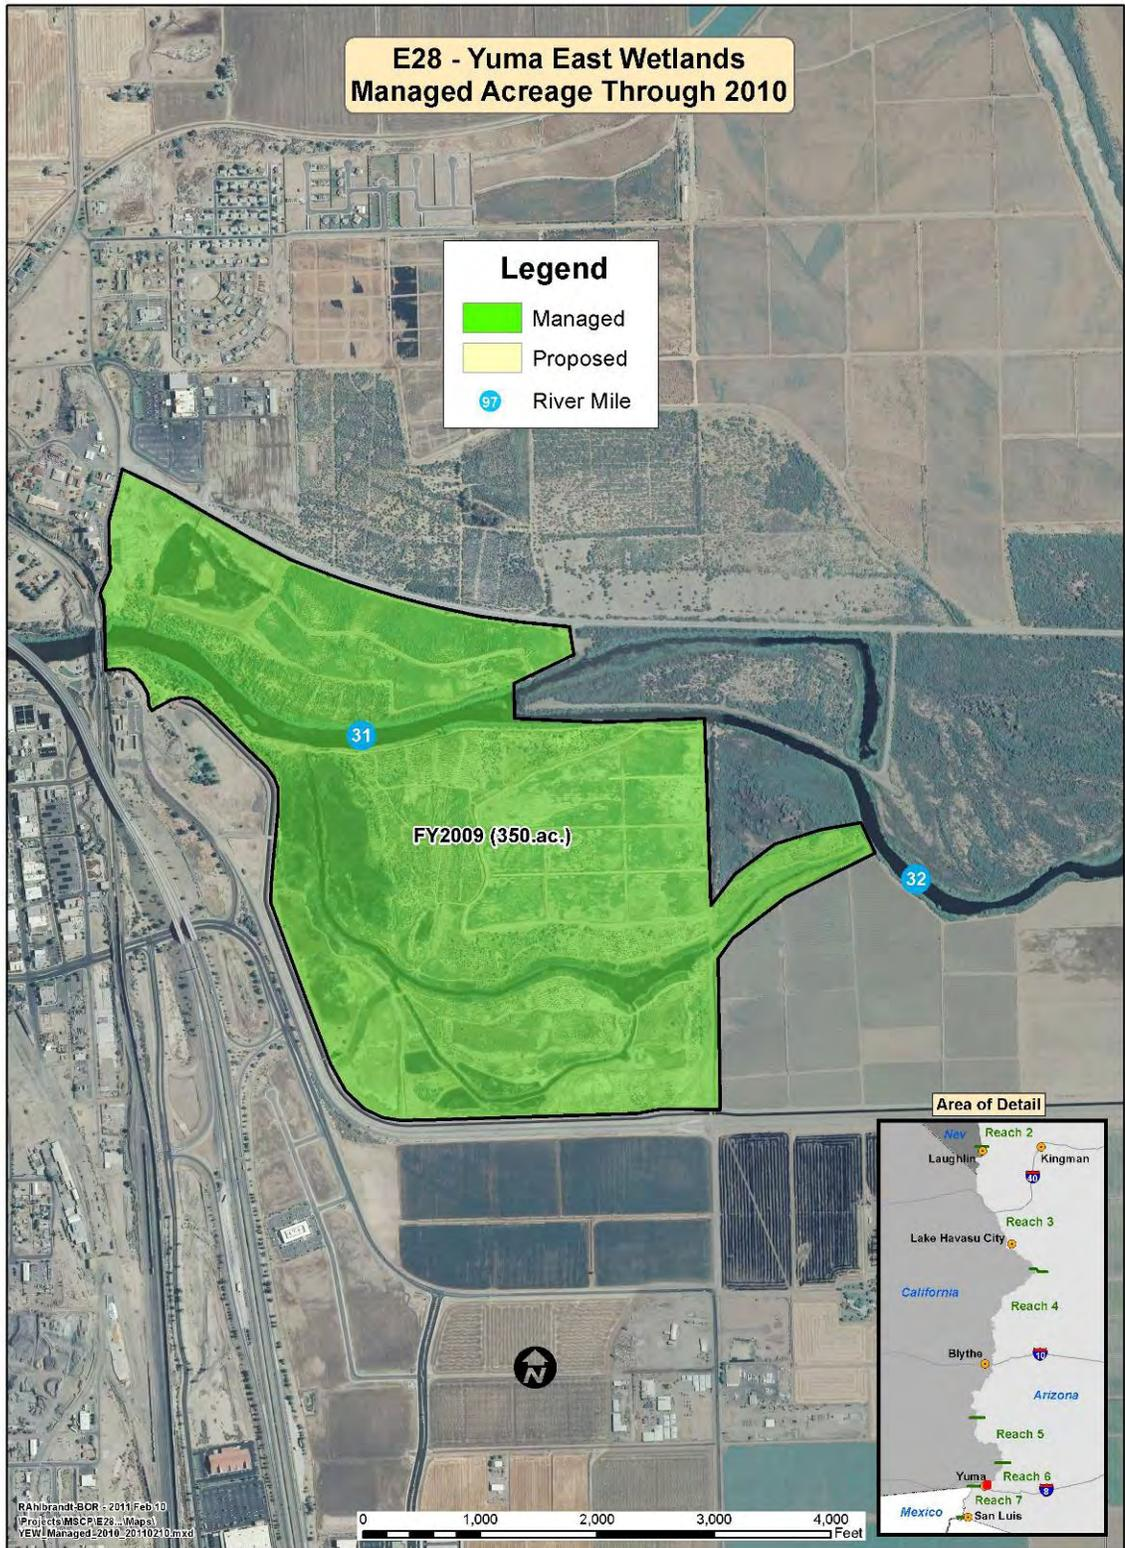 E28 - Yuma East Wetlands
Managed Acreage Through 2010
Legend
Managed
Proposed
97 River Mile
31
FY2009 (350.ac.)
32
Area of Detail
Nev
Reach 2
Laughlin
Kingman
40
Reach 3
Lake Havasu City
California
Reach 4
Blythe
10
Arizona
Reach 5
Yuma
Reach 6
8
Reach 7
Mexico
San Luis
N
RAhlbrandt-BOR - 2011 Feb 10
\Projects\MSCP\E28...\Maps\
YEW_Managed_2010_20110210.mxd
0 1,000 2,000 3,000 4,000
Feet